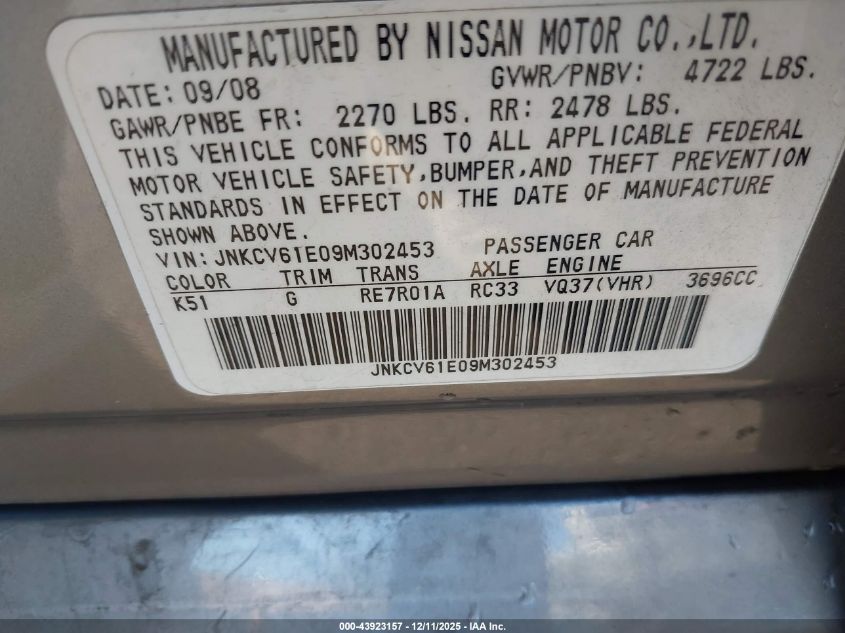 MANUFACTURED BY NISSAN MOTOR CO.,LTD.
DATE: 09/08 GVWR/PNBV: 4722 LBS.
GAWR/PNBE FR: 2270 LBS. RR: 2478 LBS.
THIS VEHICLE CONFORMS TO ALL APPLICABLE FEDERAL
MOTOR VEHICLE SAFETY,BUMPER,AND THEFT PREVENTION
STANDARDS IN EFFECT ON THE DATE OF MANUFACTURE
SHOWN ABOVE.
VIN: JNKCV61E09M302453 PASSENGER CAR
COLOR TRIM TRANS AXLE ENGINE
K51 G RE7R01A RC33 VQ37(VHR) 3696CC
JNKCV61E09M302453
000-43923157 - 12/11/2025 - IAA Inc.